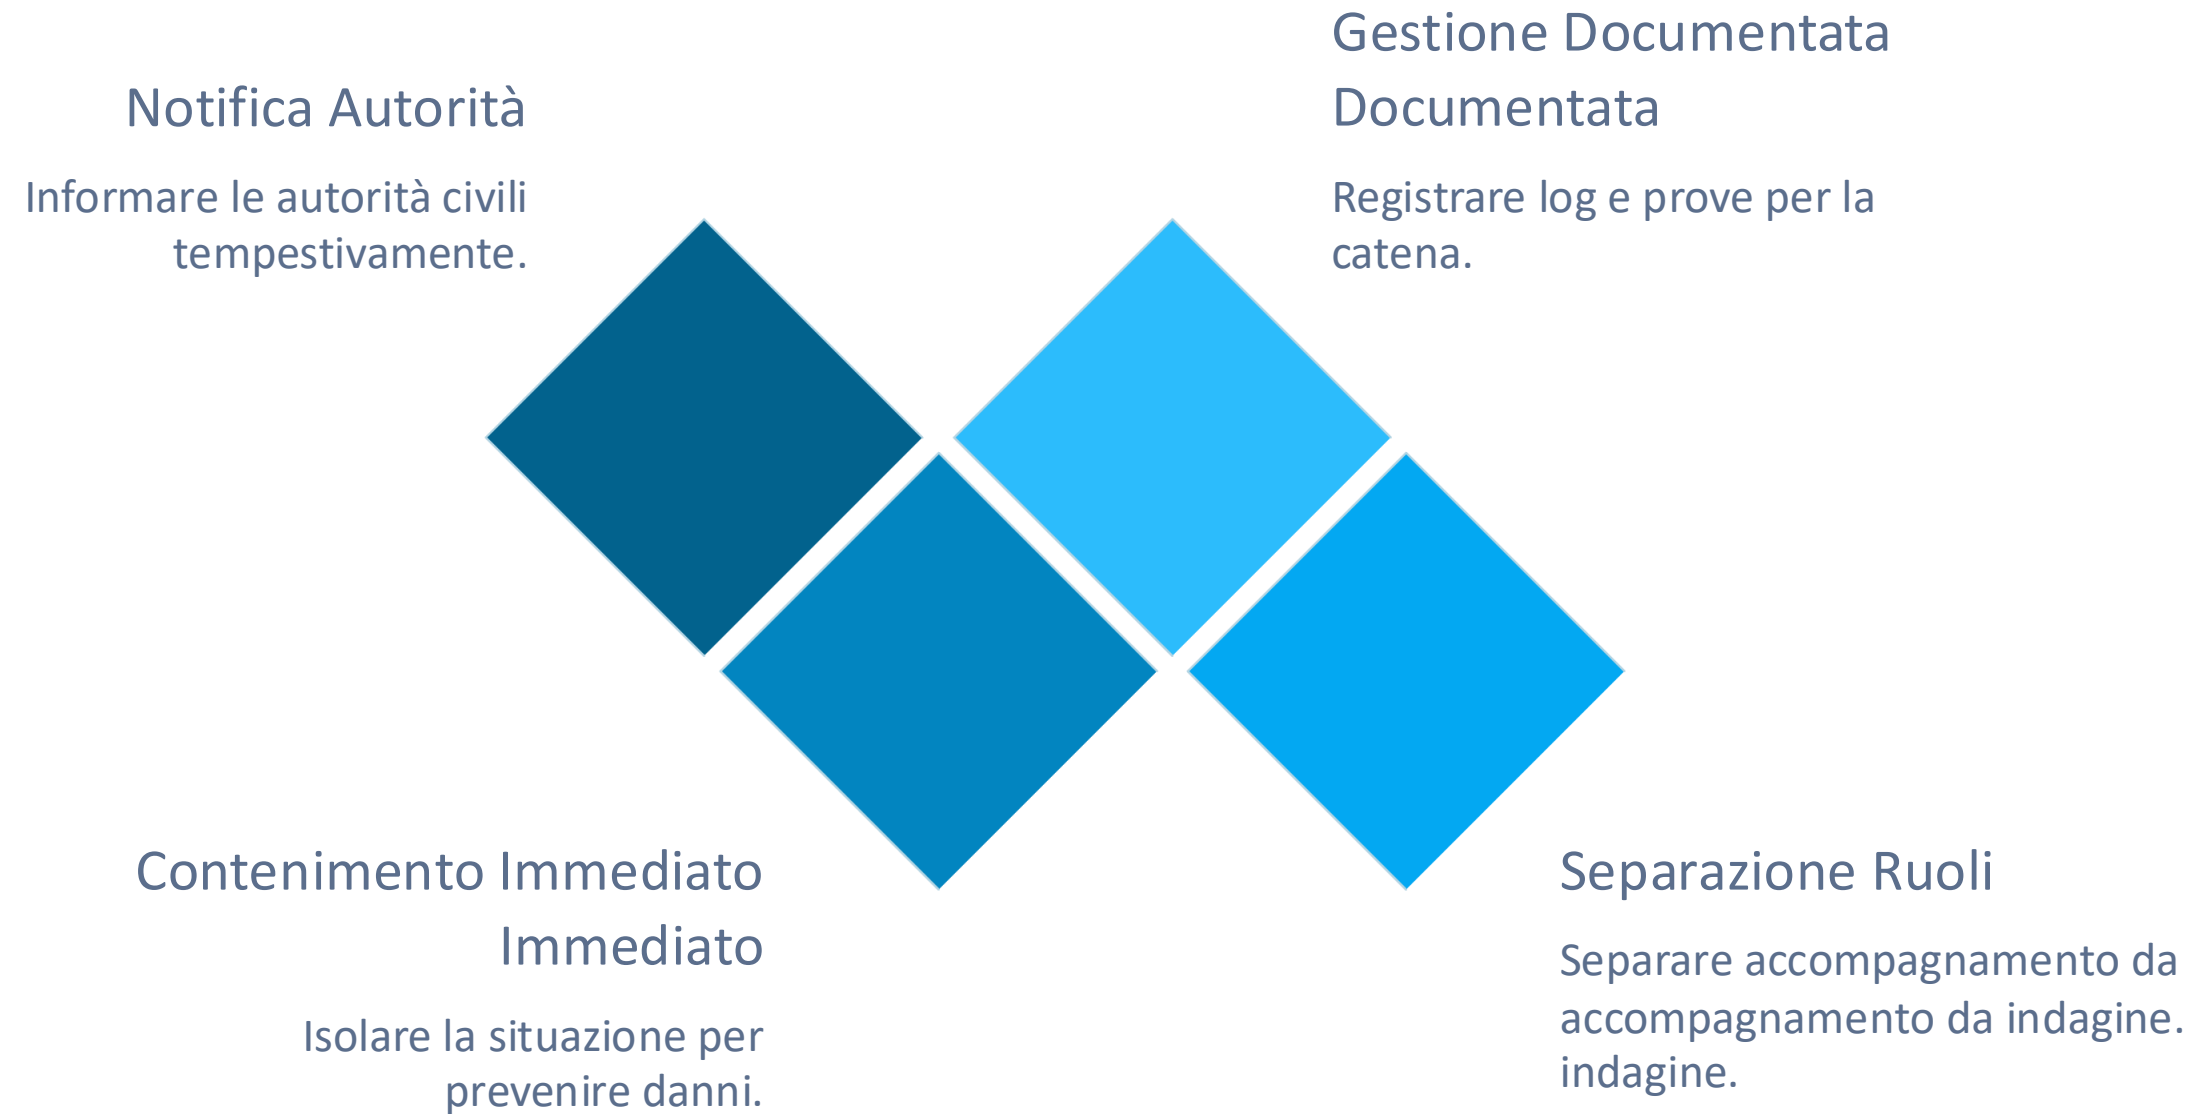 Notifica Autorità
Informare le autorità civili
tempestivamente.
Gestione Documentata
Documentata
Registrare log e prove per la
catena.
Contenimento Immediato
Immediato
Isolare la situazione per
prevenire danni.
Separazione Ruoli
Separare accompagnamento da
accompagnamento da indagine.
indagine.